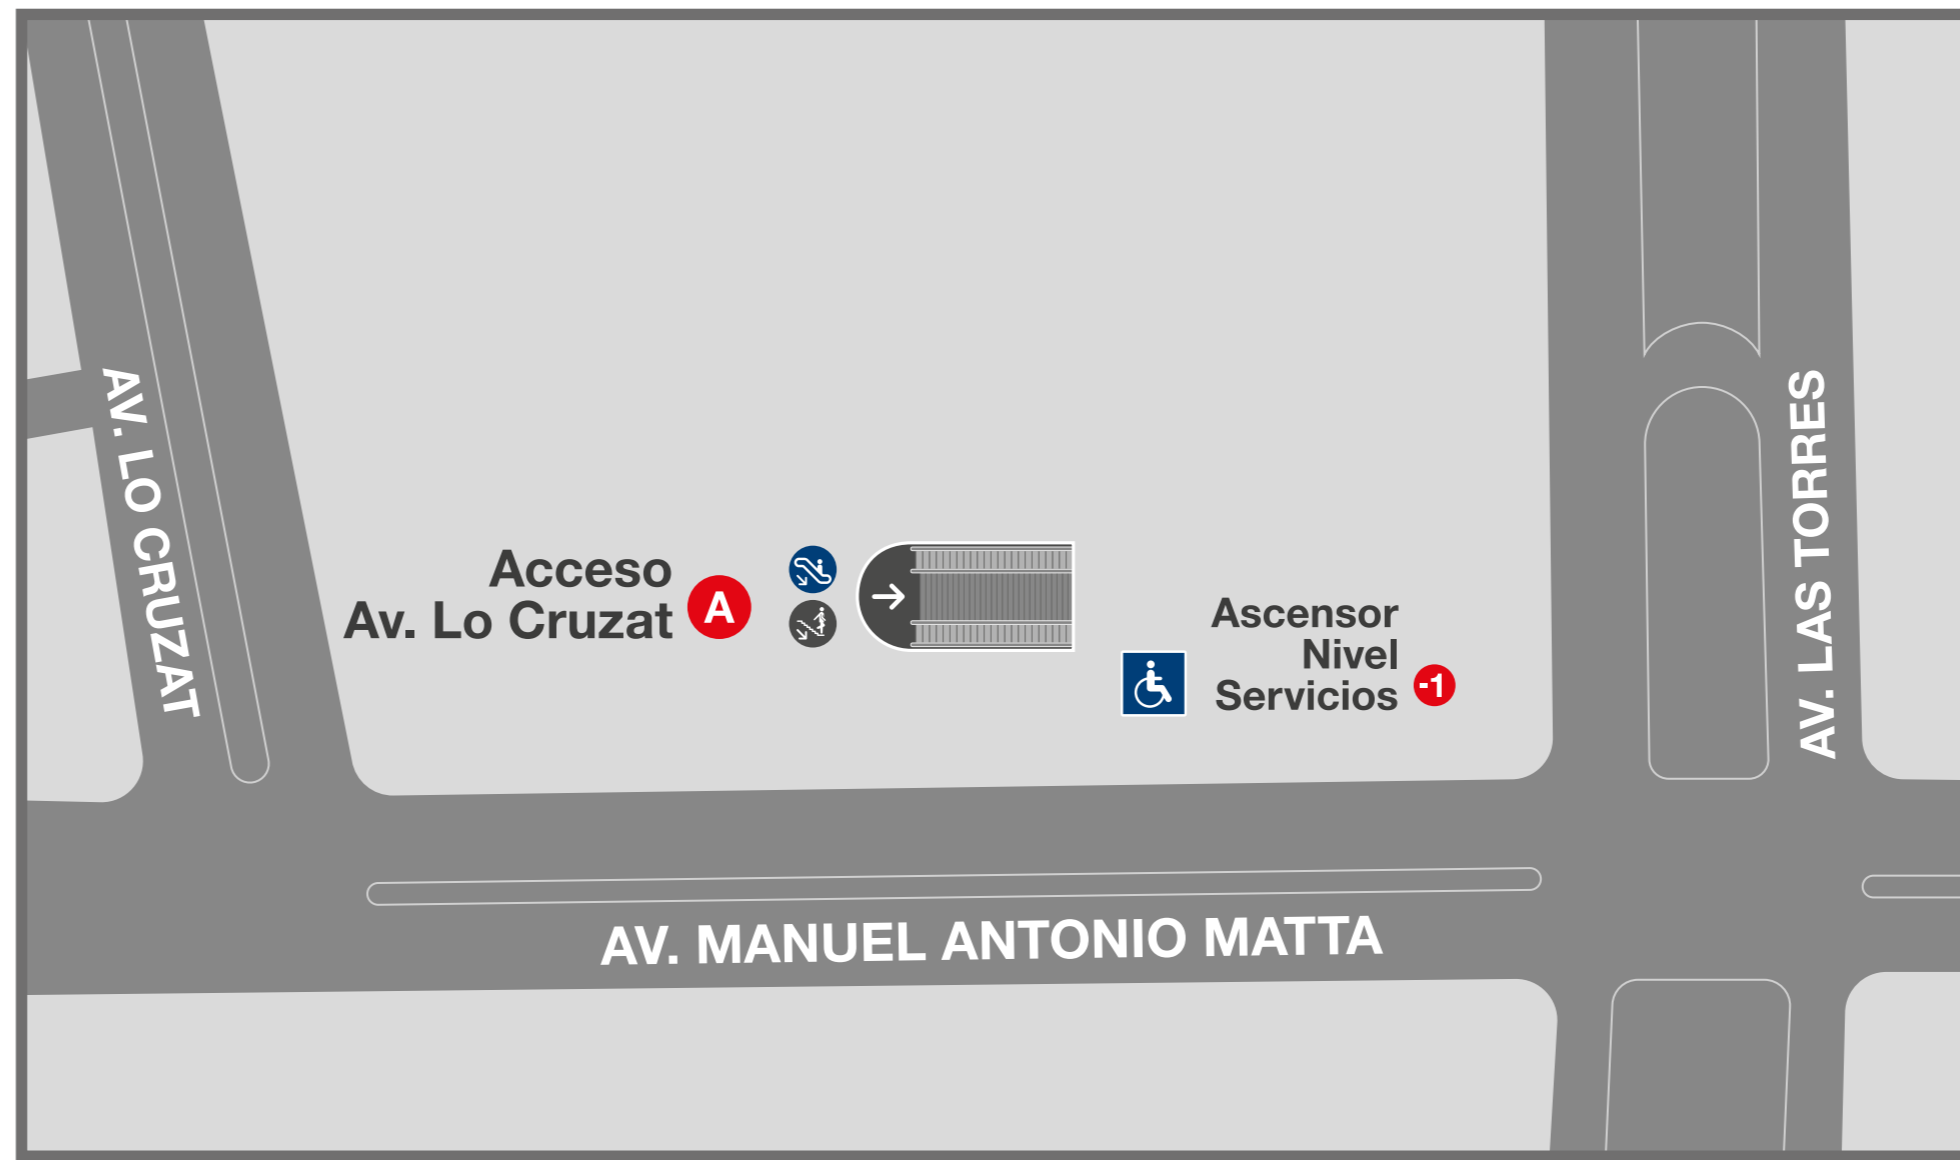 AV. LO CRUZAT
Acceso
Av. Lo Cruzat
A
Ascensor
Nivel
Servicios
-1
AV. LAS TORRES
AV. MANUEL ANTONIO MATTA